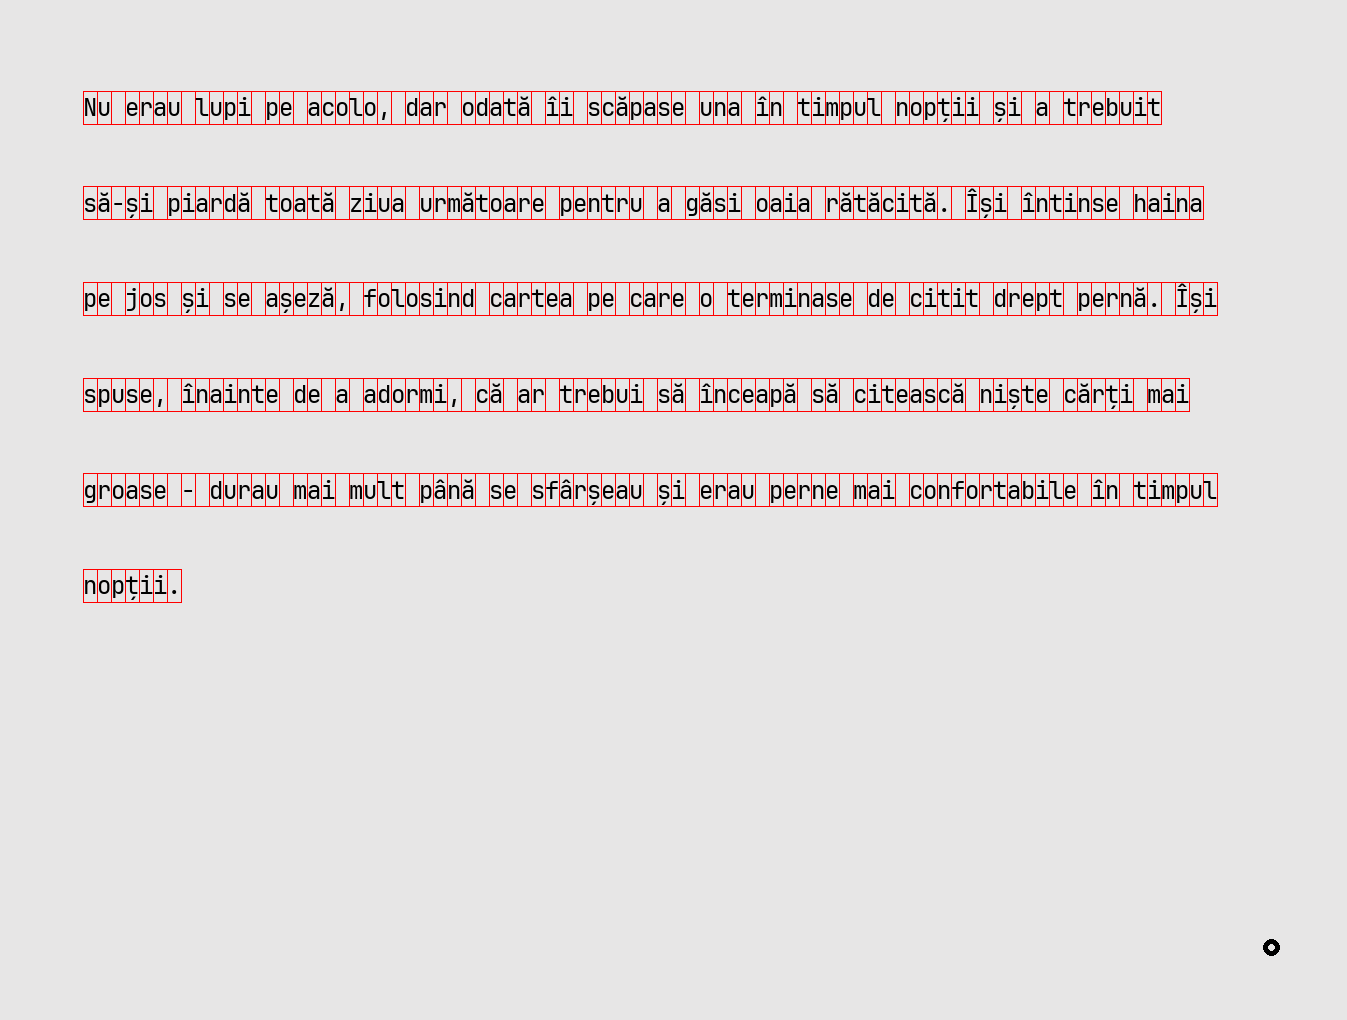 Nu erau lupi pe acolo, dar odată îi scăpase una în timpul nopții și a trebuit
să-și piardă toată ziua următoare pentru a găsi oaia rătăcită. Își întinse haina
pe jos și se așeză, folosind cartea pe care o terminase de citit drept pernă. Își
spuse, înainte de a adormi, că ar trebui să înceapă să citească niște cărți mai
groase - durau mai mult până se sfârșeau și erau perne mai confortabile în timpul
nopții.